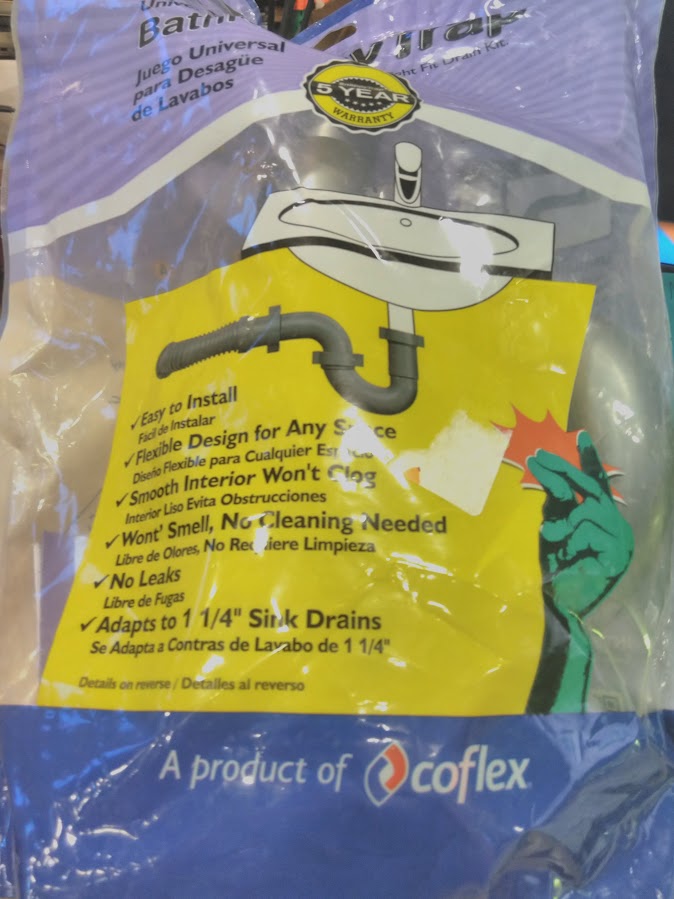 Juego Universal
para Desagüe
de Lavabos
Fit Drain Kit.
5 YEAR
WARRANTY
✓Easy to Install
Fácil de Instalar
✓Flexible Design for Any
Diseño Flexible para Cualquier
✓Smooth Interior Won't Clog
Interior Liso Evita Obstrucciones
✓Wont' Smell, No Cleaning Needed
Libre de Olores, No Requiere Limpieza
✓No Leaks
Libre de Fugas
✓Adapts to 1 1/4" Sink Drains
Se Adapta a Contras de Lavabo de 1 1/4"
Details on reverse / Detalles al reverso
A product of coflex